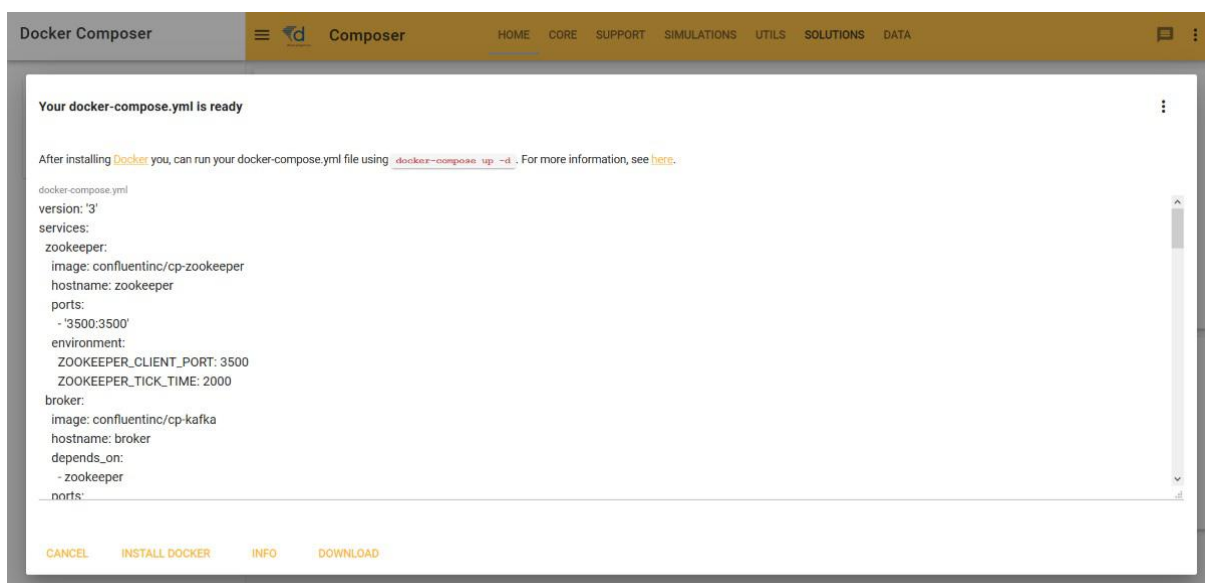 Docker Composer
Composer HOME CORE SUPPORT SIMULATIONS UTILS SOLUTIONS DATA
Your docker-compose.yml is ready
After installing Docker you, can run your docker-compose.yml file using docker-compose up -d . For more information, see here.
docker-compose.yml
version: '3'
services:
zookeeper:
image: confluentinc/cp-zookeeper
hostname: zookeeper
ports:
- '3500:3500'
environment:
ZOOKEEPER_CLIENT_PORT: 3500
ZOOKEEPER_TICK_TIME: 2000
broker:
image: confluentinc/cp-kafka
hostname: broker
depends_on:
- zookeeper
ports:
CANCEL INSTALL DOCKER INFO DOWNLOAD